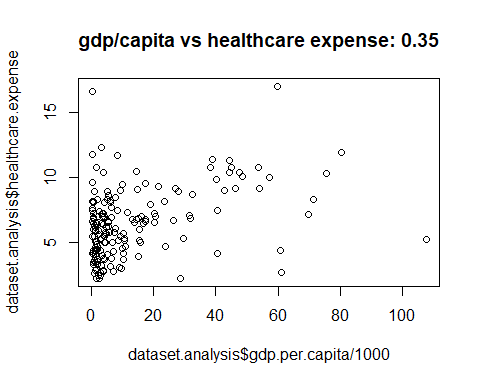 gdp/capita vs healthcare expense: 0.35
dataset.analysis$healthcare.expense
15
10
5
0 20 40 60 80 100
dataset.analysis$gdp.per.capita/1000